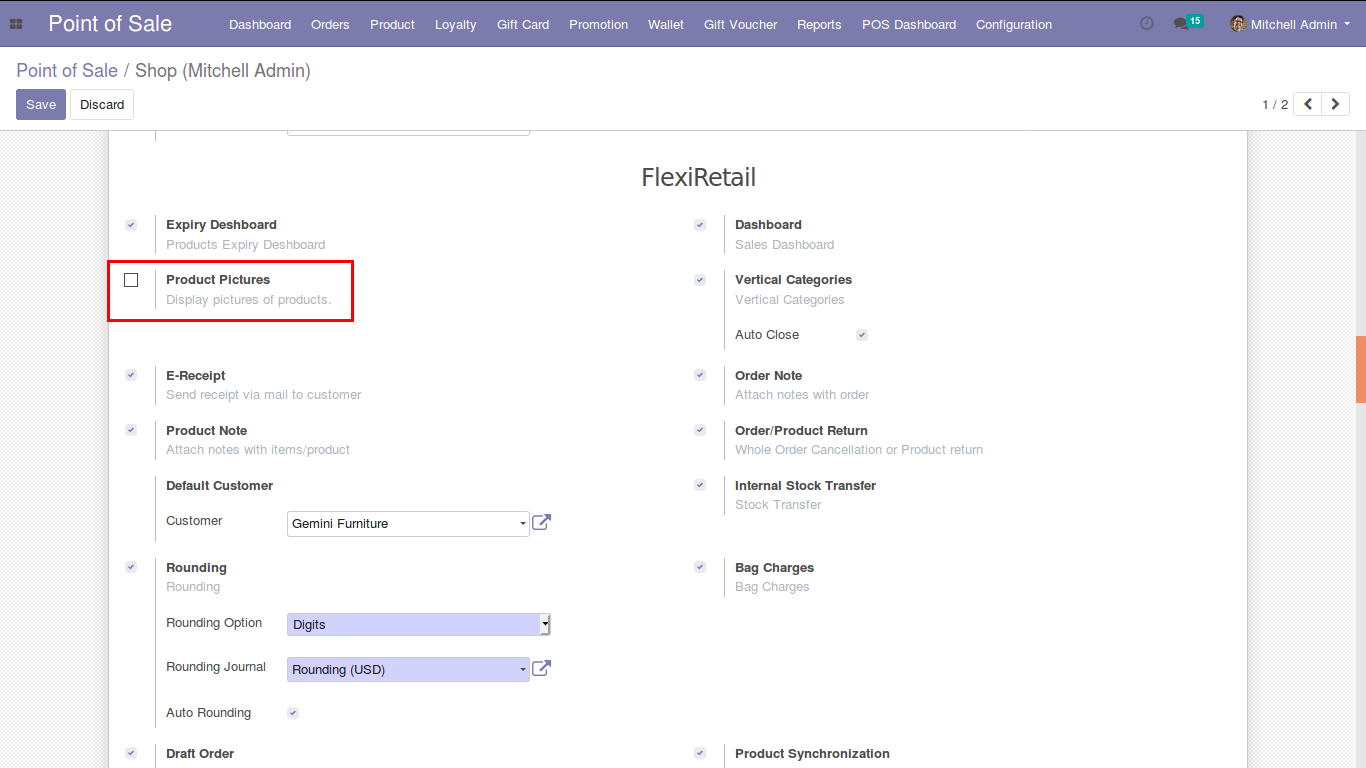 Point of Sale Dashboard Orders Product Loyalty Gift Card Promotion Wallet Gift Voucher Reports POS Dashboard Configuration 15 Mitchell Admin
Point of Sale / Shop (Mitchell Admin)
Save Discard 1 / 2
FlexiRetail
Expiry Deshboard Dashboard
Products Expiry Deshboard Sales Dashboard
Product Pictures Vertical Categories
Display pictures of products. Vertical Categories
Auto Close
E-Receipt Order Note
Send receipt via mail to customer Attach notes with order
Product Note Order/Product Return
Attach notes with items/product Whole Order Cancellation or Product return
Default Customer Internal Stock Transfer
Stock Transfer
Customer Gemini Furniture
Rounding Bag Charges
Rounding Bag Charges
Rounding Option Digits
Rounding Journal Rounding (USD)
Auto Rounding
Draft Order Product Synchronization